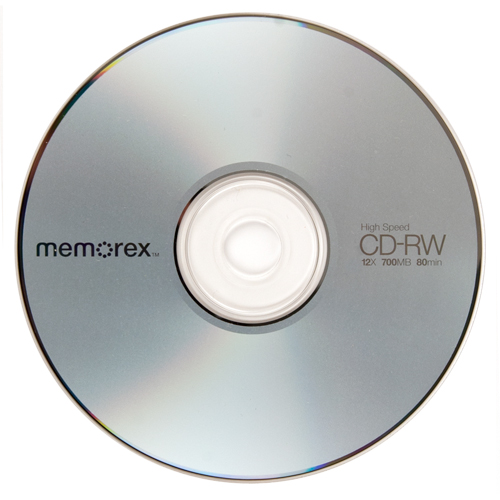 memorex™
High Speed
CD-RW
12X 700MB 80min